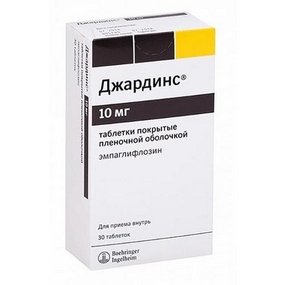 Джардинс®
10 мг
таблетки покрытые
пленочной оболочкой
эмпаглифлозин
Для приема внутрь
30 таблеток
Boehringer
Ingelheim